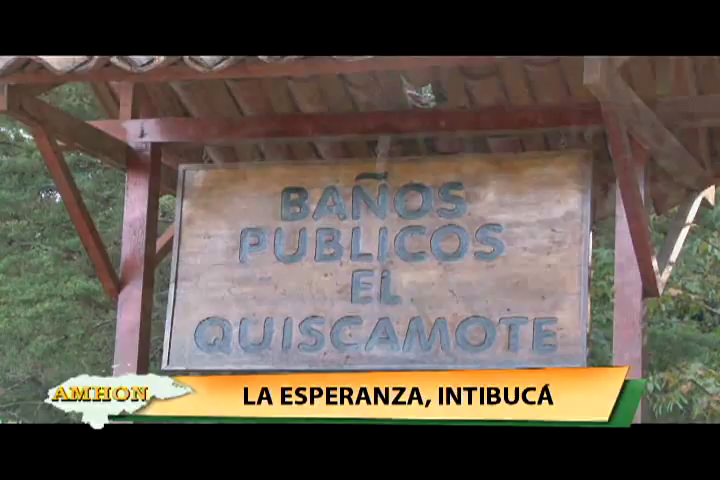 BAÑOS
PUBLICOS
EL
QUISCAMOTE
AMHON
LA ESPERANZA, INTIBUCÁ